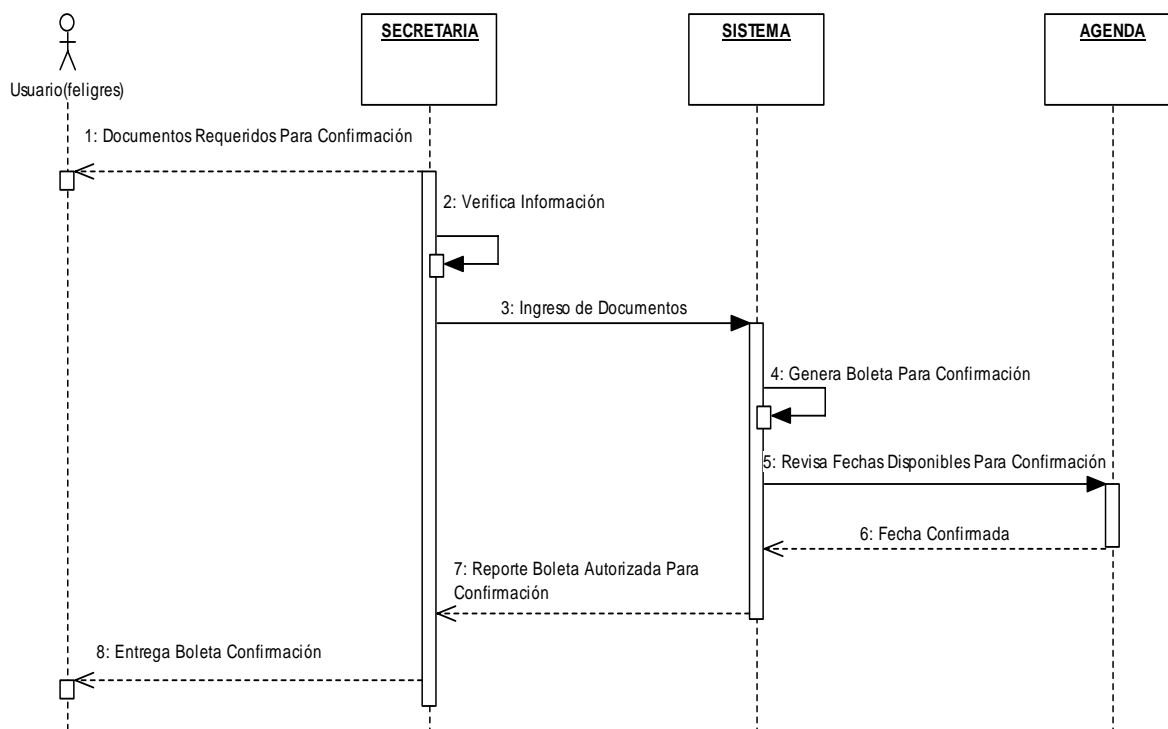 SECRETARIA
SISTEMA
AGENDA
Usuario(feligres)
1: Documentos Requeridos Para Confirmación
2: Verifica Información
3: Ingreso de Documentos
4: Genera Boleta Para Confirmación
5: Revisa Fechas Disponibles Para Confirmación
6: Fecha Confirmada
7: Reporte Boleta Autorizada Para
Confirmación
8: Entrega Boleta Confirmación